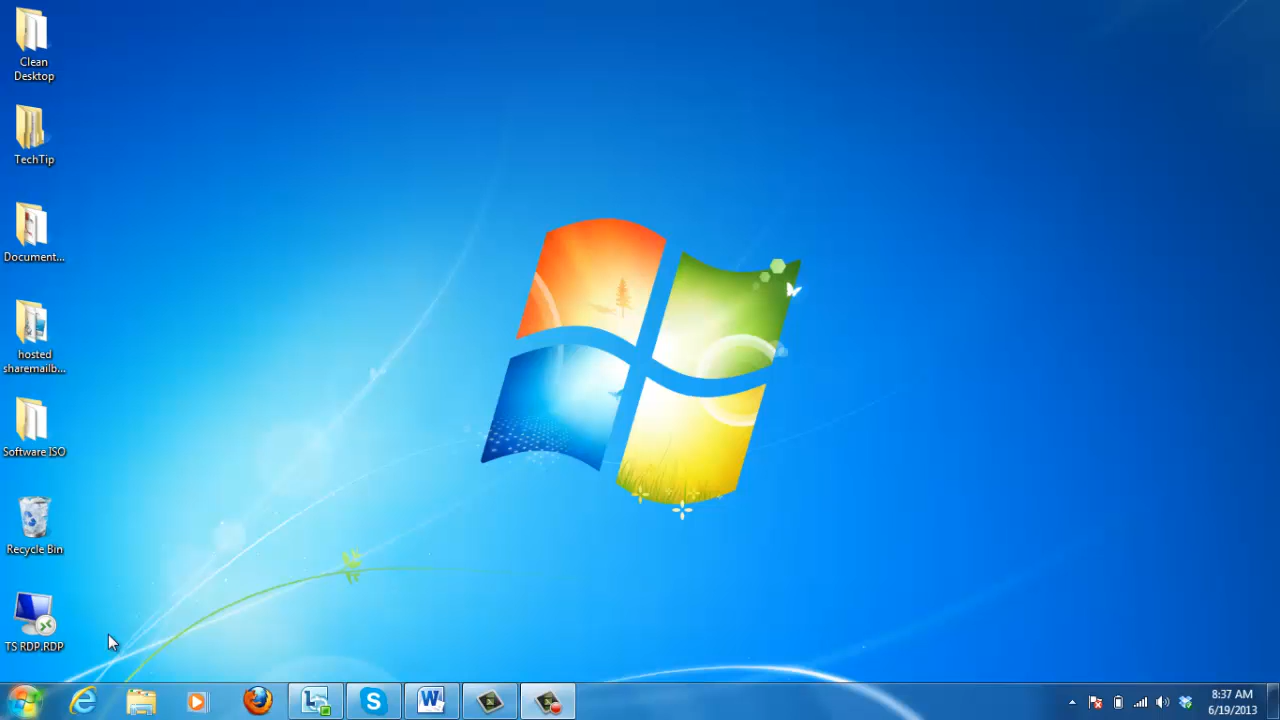 Clean
Desktop
TechTip
Document...
hosted
sharemailb...
Software ISO
Recycle Bin
TS RDP.RDP
8:37 AM
6/19/2013